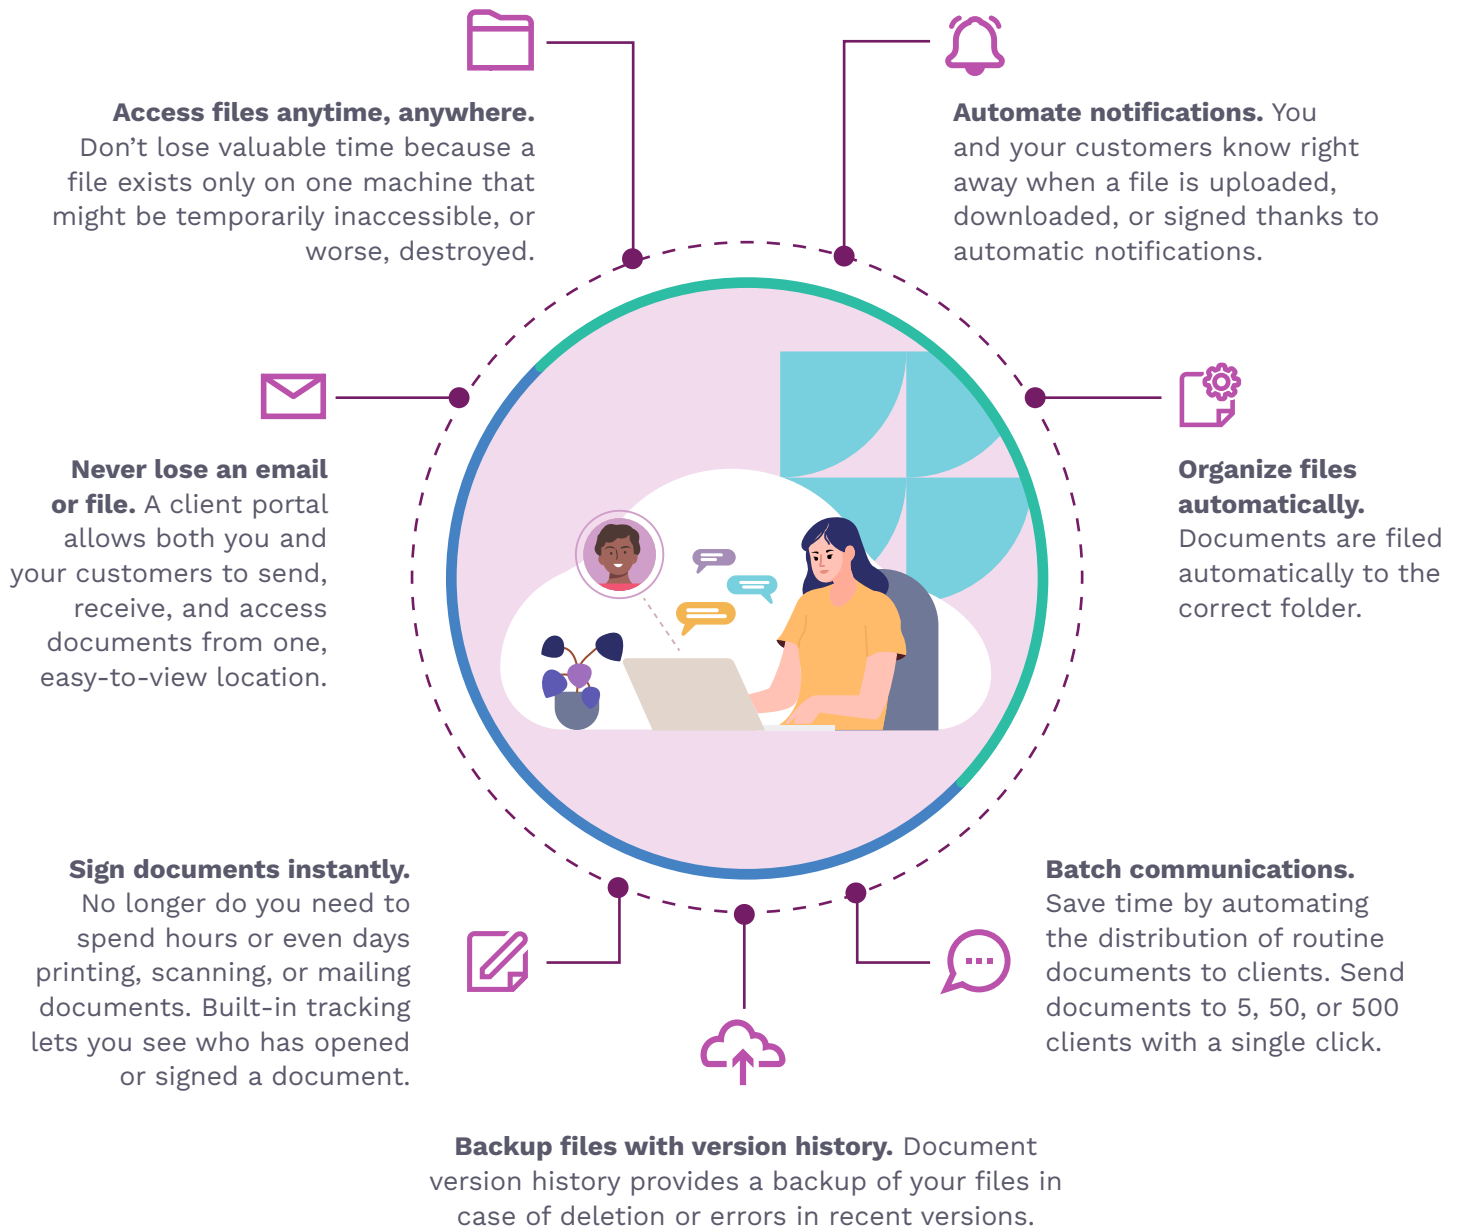 Access files anytime, anywhere.
Don’t lose valuable time because a
file exists only on one machine that
might be temporarily inaccessible, or
worse, destroyed.
Automate notifications. You
and your customers know right
away when a file is uploaded,
downloaded, or signed thanks to
automatic notifications.
Never lose an email
or file. A client portal
allows both you and
your customers to send,
receive, and access
documents from one,
easy-to-view location.
Organize files
automatically.
Documents are filed
automatically to the
correct folder.
Sign documents instantly.
No longer do you need to
spend hours or even days
printing, scanning, or mailing
documents. Built-in tracking
lets you see who has opened
or signed a document.
Batch communications.
Save time by automating
the distribution of routine
documents to clients. Send
documents to 5, 50, or 500
clients with a single click.
Backup files with version history. Document
version history provides a backup of your files in
case of deletion or errors in recent versions.